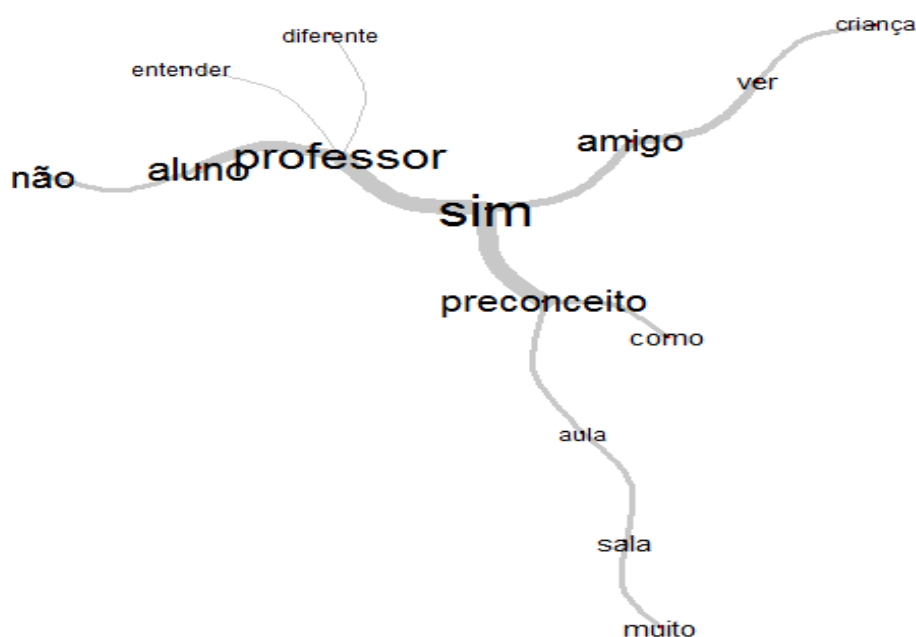 criança
diferente
entender
ver
amigo
professor
aluno
não
sim
preconceito
como
aula
sala
muito